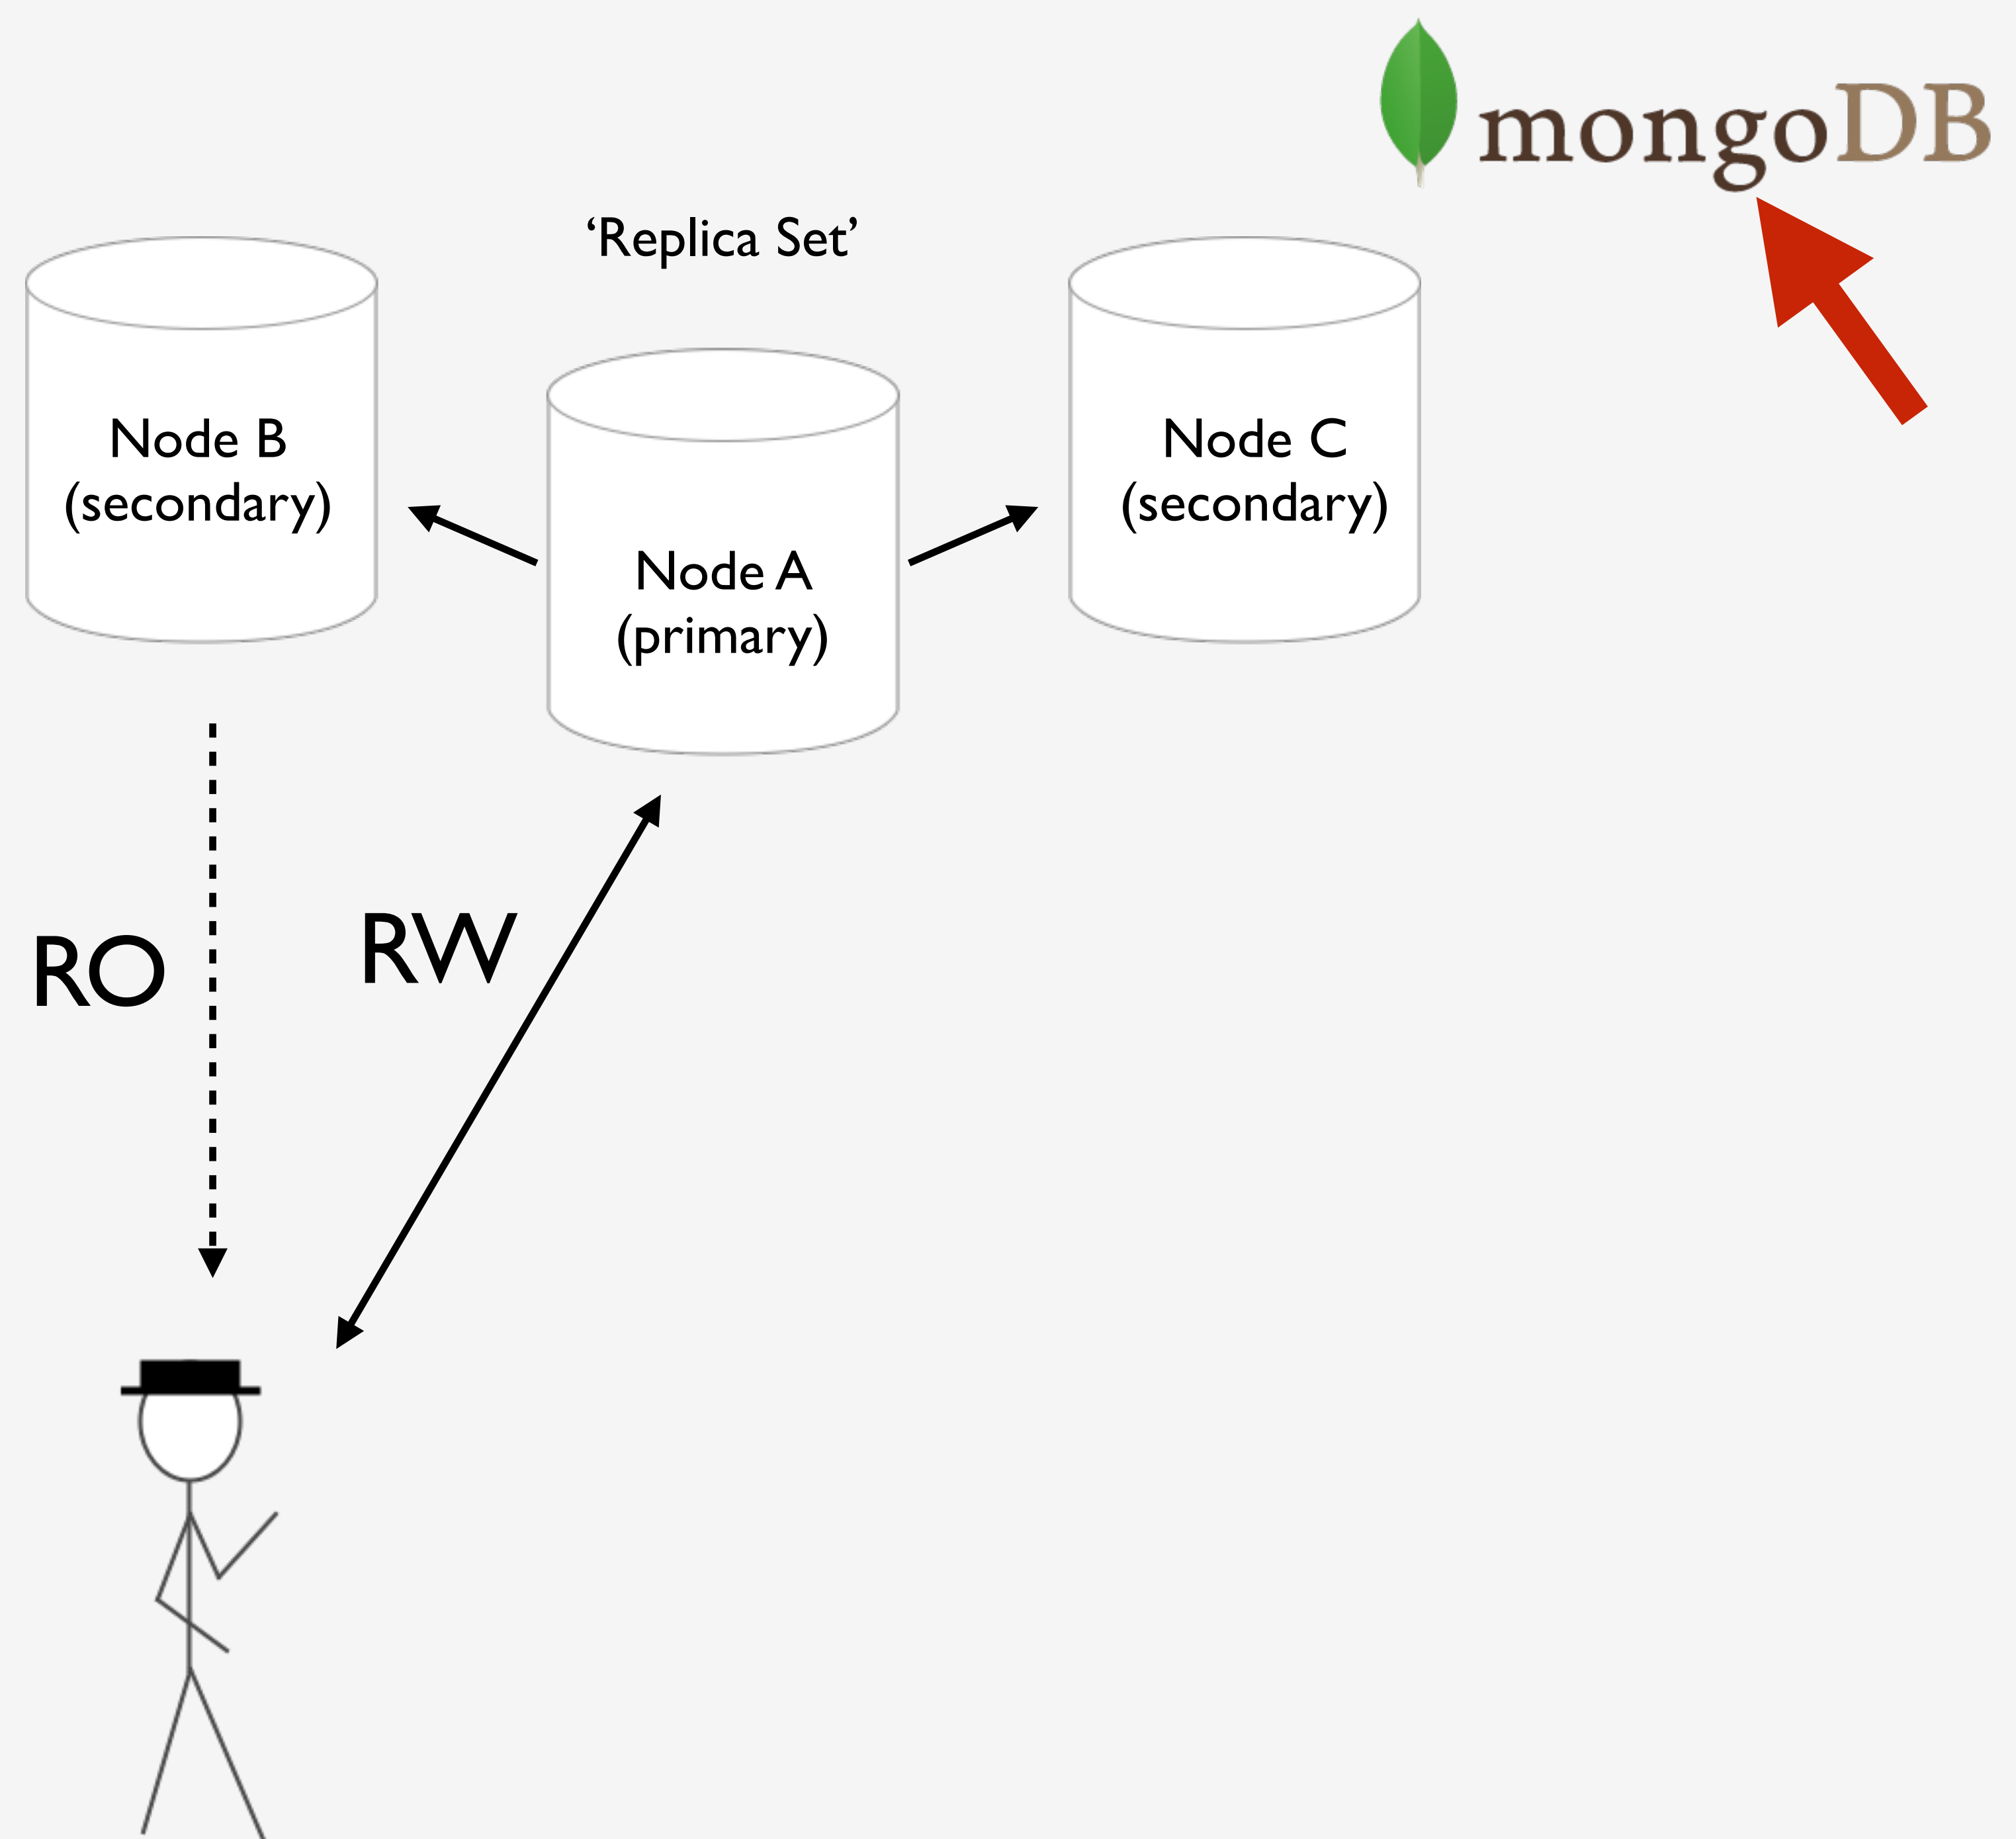 mongoDB
‘Replica Set’
Node B
(secondary)
Node A
(primary)
Node C
(secondary)
RO
RW